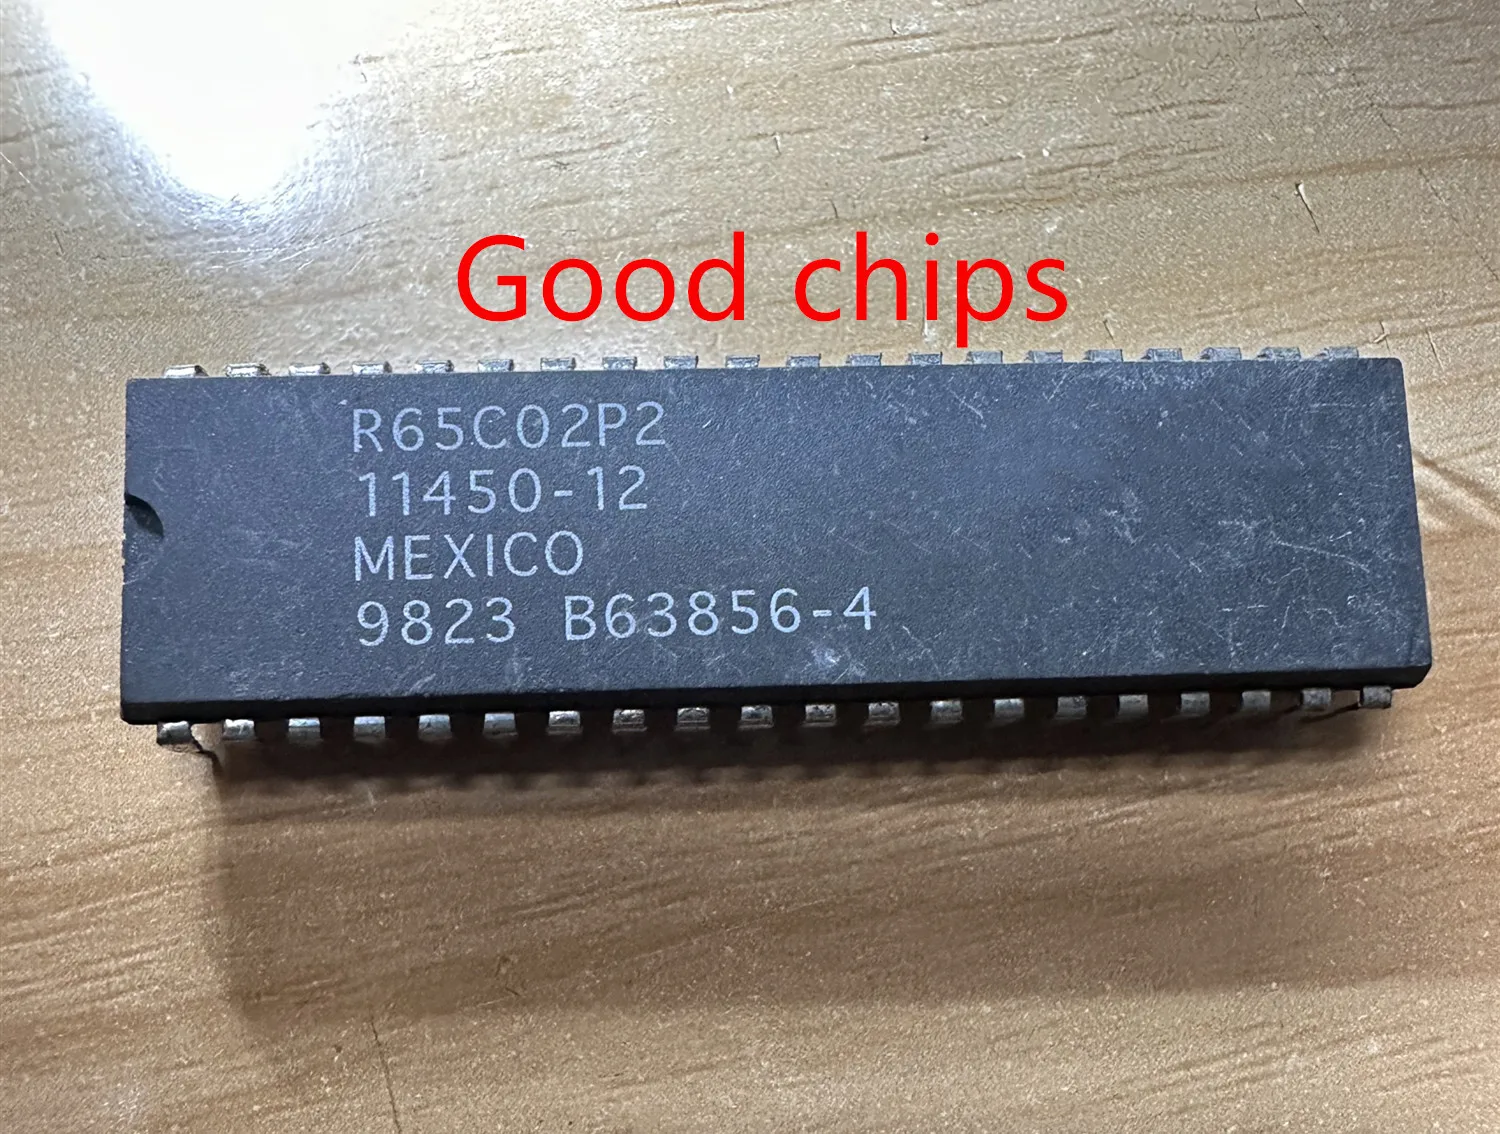 Good chips
R65C02P2
11450-12
MEXICO
9823 B63856-4